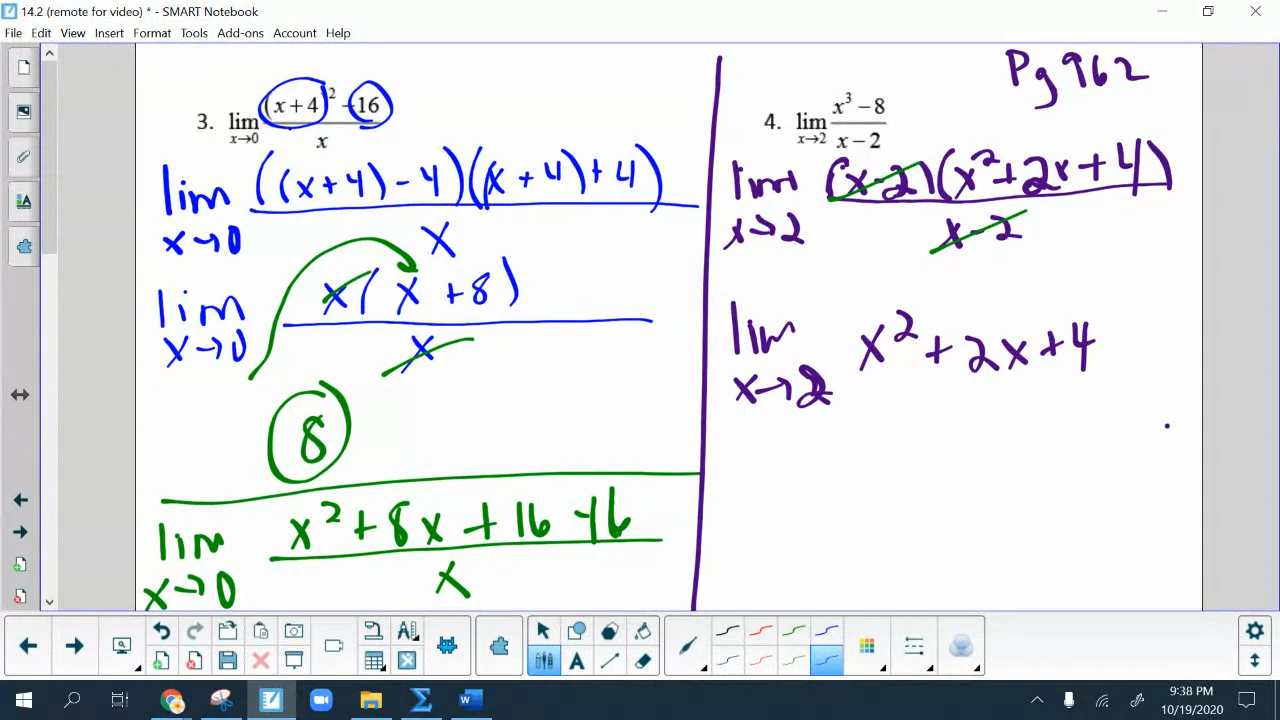 14.2 (remote for video) * - SMART Notebook
File Edit View Insert Format Tools Add-ons Account Help
3. lim x→0 ((x+4)² −16)/x
lim x→0 ((x+4)-4)(x+4)+4)/x
lim x→0 x(x+8)/x
8
lim x→0 x²+8x+16-16/x
Pg 962
4. lim x→2 (x³−8)/(x−2)
lim x→2 (x-2)(x²+2x+4)/x-2
lim x→2 x²+2x+4
9:38 PM
10/19/2020